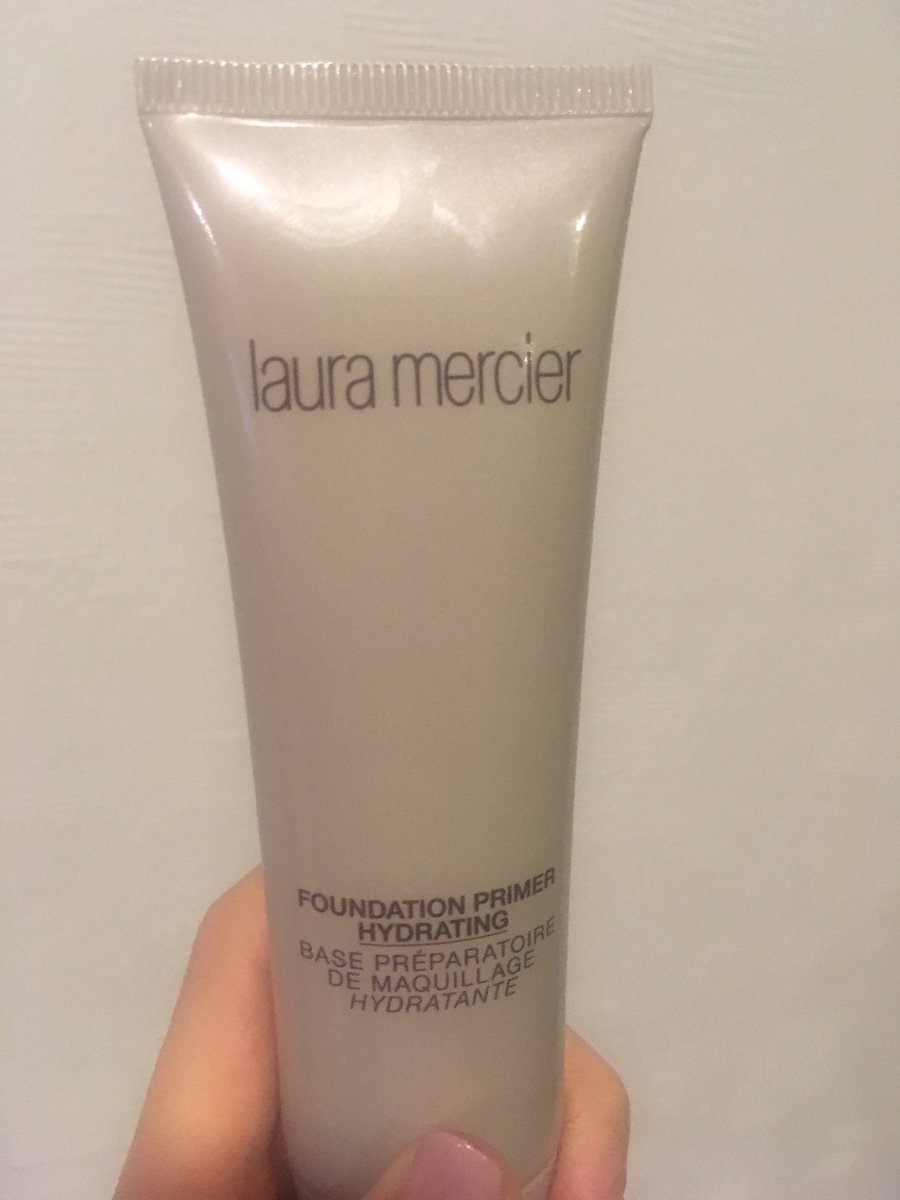 laura mercier
FOUNDATION PRIMER
HYDRATING
BASE PRÉPARATOIRE
DE MAQUILLAGE
HYDRATANTE